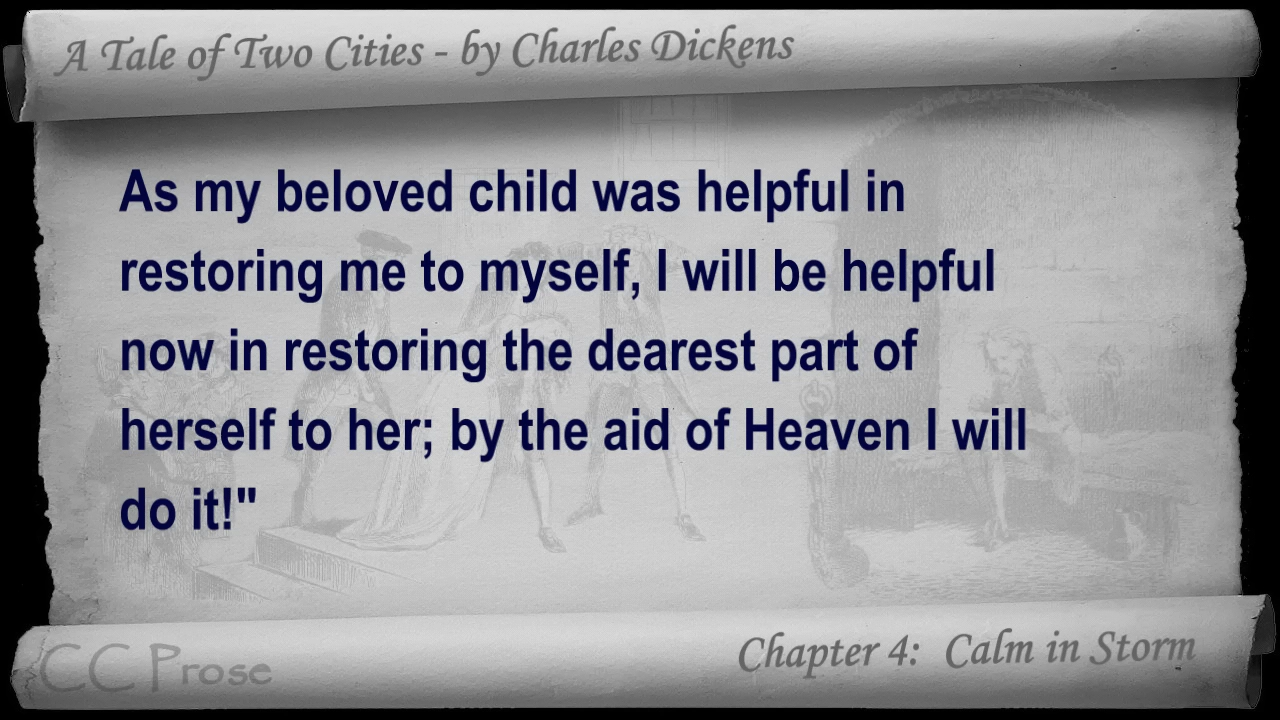 A Tale of Two Cities - by Charles Dickens
As my beloved child was helpful in
restoring me to myself, I will be helpful
now in restoring the dearest part of
herself to her; by the aid of Heaven I will
do it!"
CC Prose
Chapter 4: Calm in Storm